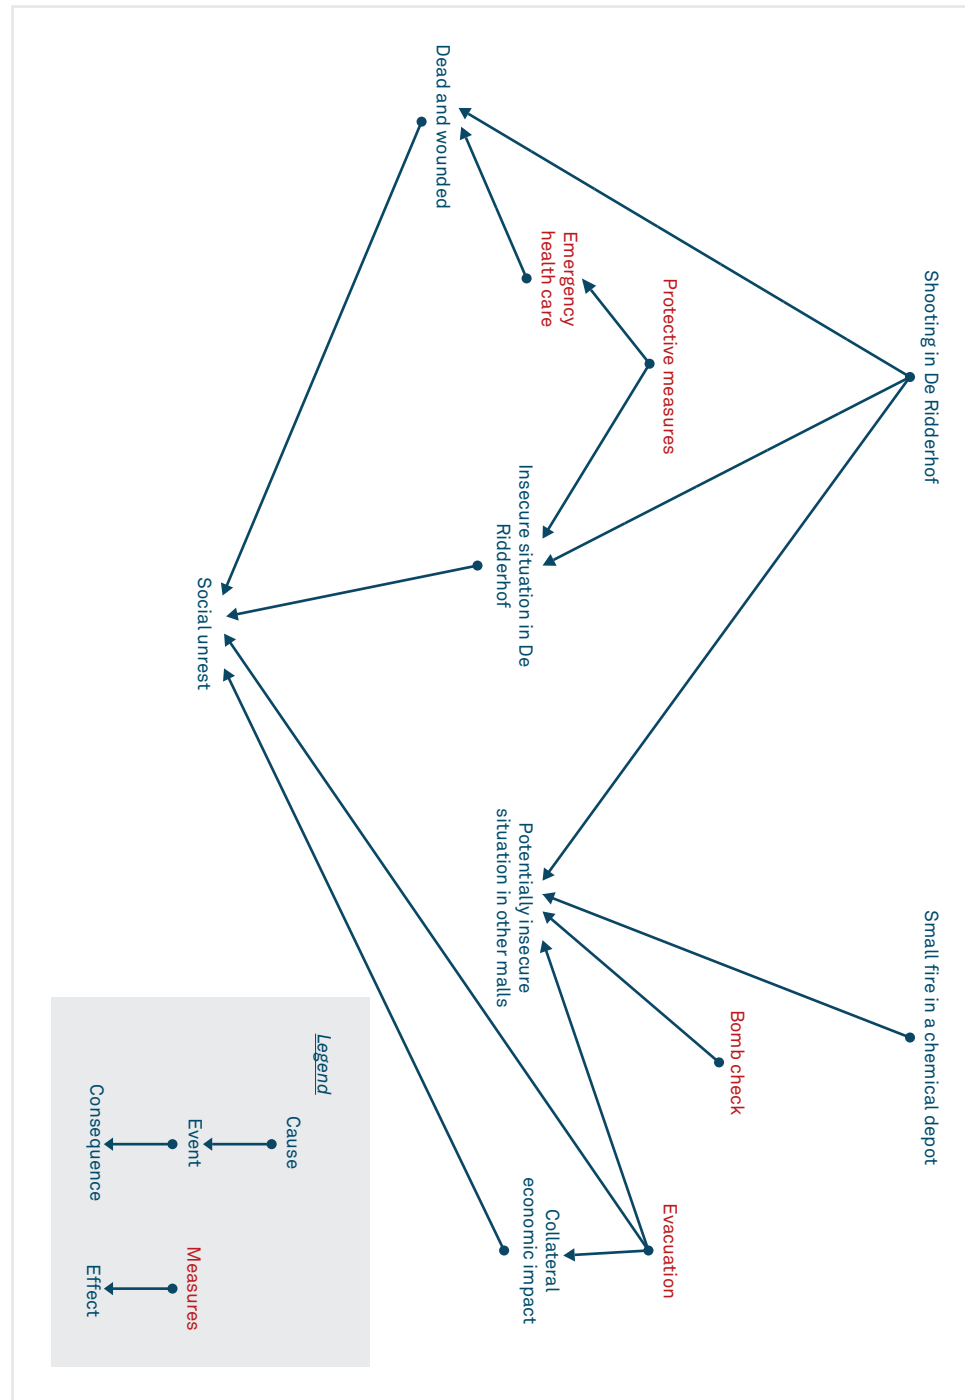 Shooting in De Ridderhof
Small fire in a chemical depot
Bomb check
Protective measures
Evacuation
Emergency
health care
Insecure situation in De
Ridderhof
Potentially insecure
situation in other malls
Collateral
economic impact
Dead and wounded
Social unrest
Legend
Cause
Event
Consequence
Measures
Effect